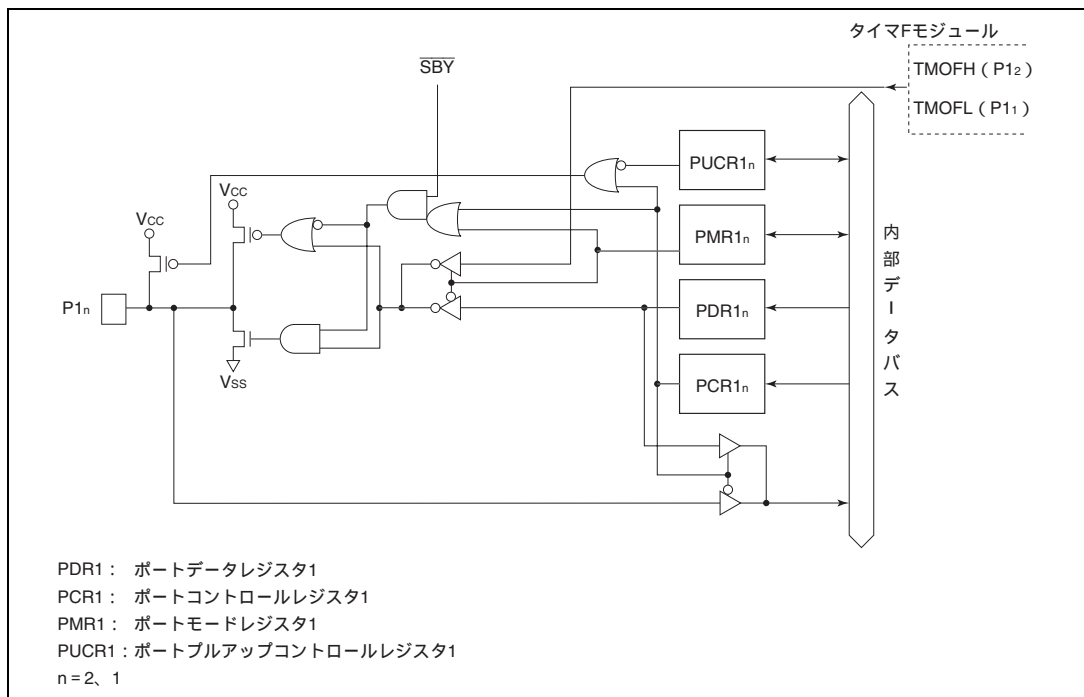 タイマFモジュール
SBY
TMOFH（P12）
TMOFL（P11）
PUCR1n
VCC
VCC
PMR1n
内部データバス
P1n
PDR1n
VSS
PCR1n
PDR1： ポートデータレジスタ1
PCR1： ポートコントロールレジスタ1
PMR1： ポートモードレジスタ1
PUCR1：ポートプルアップコントロールレジスタ1
n = 2、1